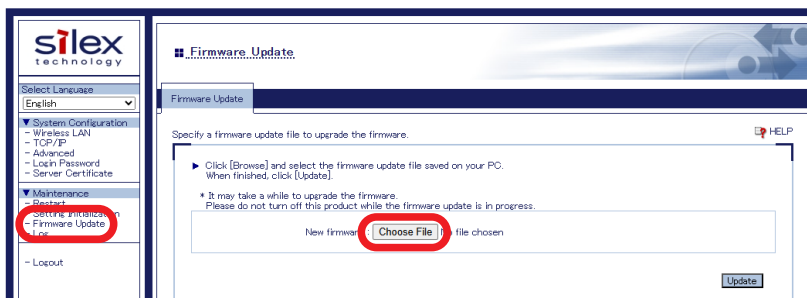 silex
technology
Select Language
English
▼ System Configuration
- Wireless LAN
- TCP/IP
- Advanced
- Login Password
- Server Certificate
▼ Maintenance
- Restart
- Setting Initialization
- Firmware Update
- Log
- Logout
Firmware Update
Firmware Update
Specify a firmware update file to upgrade the firmware.
HELP
Click [Browse] and select the firmware update file saved on your PC.
When finished, click [Update].
* It may take a while to upgrade the firmware.
Please do not turn off this product while the firmware update is in progress.
New firmware : Choose File No file chosen
Update